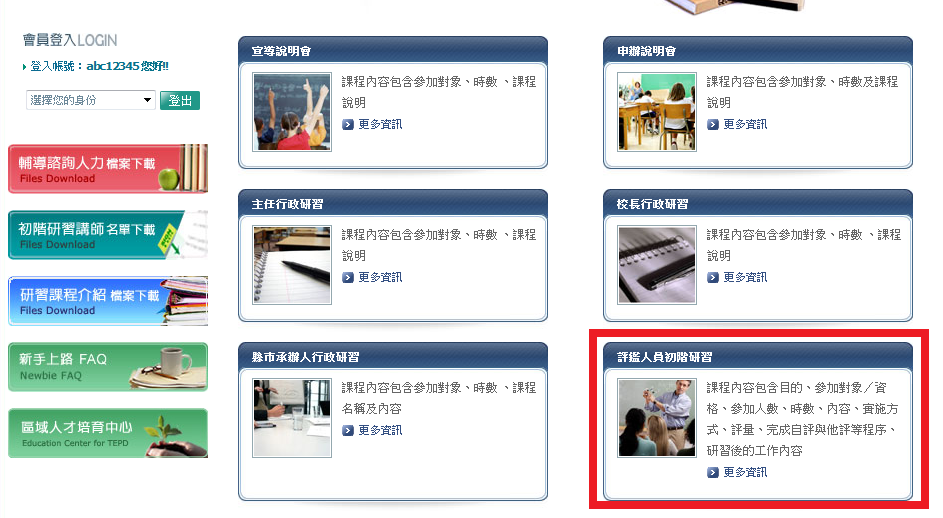 會員登入LOGIN
登入帳號：abc12345 您好!!
選擇您的身份
登出
輔導諮詢人力檔案下載
Files Download
初階研習講師名單下載
Files Download
研習課程介紹 檔案下載
Files Download
新手上路 FAQ
Newbie FAQ
區域人才培育中心
Education Center for TEPD
宣導說明會
課程內容包含參加對象、時數 、課程
說明
更多資訊
申辦說明會
課程內容包含參加對象、時數及課程
說明
更多資訊
主任行政研習
課程內容包含參加對象、時數 、課程
說明
更多資訊
校長行政研習
課程內容包含參加對象、時數 、課程
說明
更多資訊
縣市承辦人行政研習
課程內容包含參加對象、時數 、課程
名稱及內容
更多資訊
評鑑人員初階研習
課程內容包含目的、參加對象／資
格、參加人數、時數、內容、實施方
式、評量、完成自評與他評等程序、
研習後的工作內容
更多資訊